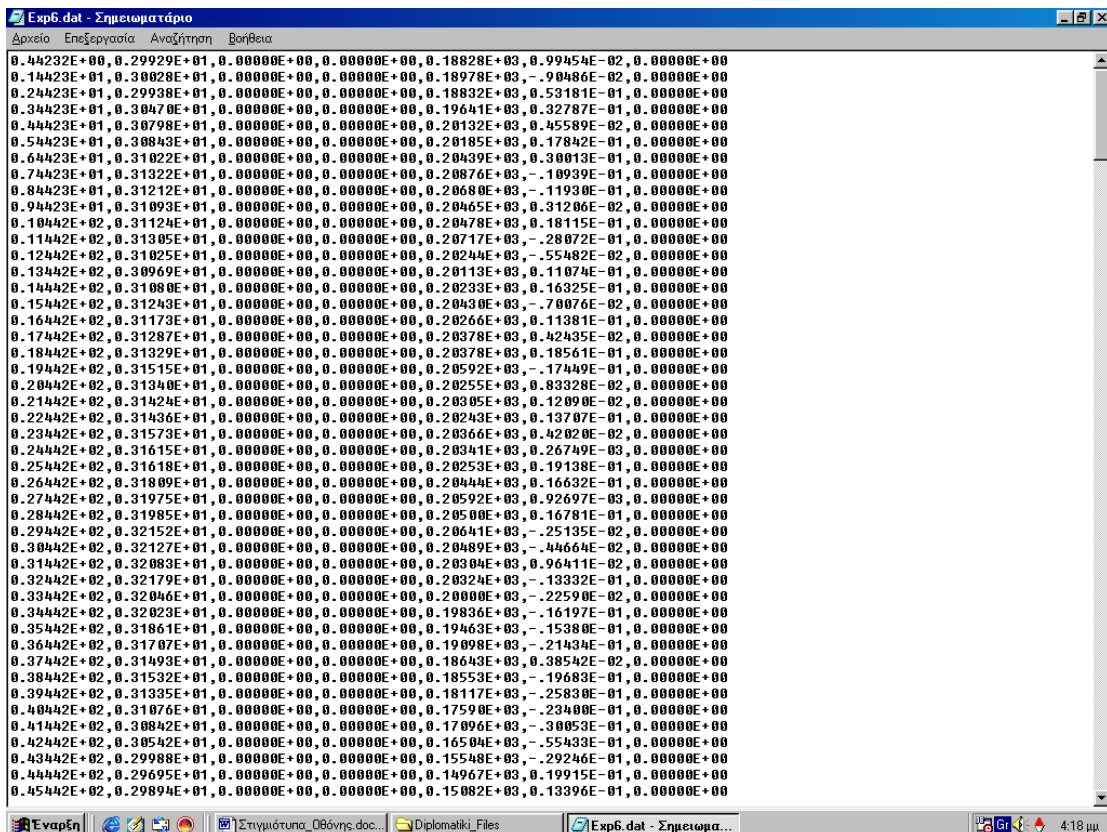 Exp6.dat - Σημειωματάριο
Αρχείο Επεξεργασία Αναζήτηση Βοήθεια
0.44232E+00,0.29929E+01,0.00000E+00,0.00000E+00,0.18828E+03,0.99454E-02,0.00000E+00
0.14423E+01,0.30028E+01,0.00000E+00,0.00000E+00,0.18978E+03,-.90486E-02,0.00000E+00
0.24423E+01,0.29938E+01,0.00000E+00,0.00000E+00,0.18832E+03,0.53181E-01,0.00000E+00
0.34423E+01,0.30470E+01,0.00000E+00,0.00000E+00,0.19641E+03,0.32787E-01,0.00000E+00
0.44423E+01,0.30798E+01,0.00000E+00,0.00000E+00,0.20132E+03,0.45589E-02,0.00000E+00
0.54423E+01,0.30843E+01,0.00000E+00,0.00000E+00,0.20185E+03,0.17842E-01,0.00000E+00
0.64423E+01,0.31022E+01,0.00000E+00,0.00000E+00,0.20439E+03,0.30013E-01,0.00000E+00
0.74423E+01,0.31322E+01,0.00000E+00,0.00000E+00,0.20876E+03,-.10939E-01,0.00000E+00
0.84423E+01,0.31212E+01,0.00000E+00,0.00000E+00,0.20680E+03,-.11930E-01,0.00000E+00
0.94423E+01,0.31093E+01,0.00000E+00,0.00000E+00,0.20465E+03,0.31206E-02,0.00000E+00
0.10442E+02,0.31124E+01,0.00000E+00,0.00000E+00,0.20478E+03,0.18115E-01,0.00000E+00
0.11442E+02,0.31305E+01,0.00000E+00,0.00000E+00,0.20717E+03,-.28072E-01,0.00000E+00
0.12442E+02,0.31025E+01,0.00000E+00,0.00000E+00,0.20244E+03,-.55482E-02,0.00000E+00
0.13442E+02,0.30969E+01,0.00000E+00,0.00000E+00,0.20113E+03,0.11074E-01,0.00000E+00
0.14442E+02,0.31080E+01,0.00000E+00,0.00000E+00,0.20233E+03,0.16325E-01,0.00000E+00
0.15442E+02,0.31243E+01,0.00000E+00,0.00000E+00,0.20430E+03,-.70076E-02,0.00000E+00
0.16442E+02,0.31173E+01,0.00000E+00,0.00000E+00,0.20266E+03,0.11381E-01,0.00000E+00
0.17442E+02,0.31287E+01,0.00000E+00,0.00000E+00,0.20378E+03,0.42435E-02,0.00000E+00
0.18442E+02,0.31329E+01,0.00000E+00,0.00000E+00,0.20378E+03,0.18561E-01,0.00000E+00
0.19442E+02,0.31515E+01,0.00000E+00,0.00000E+00,0.20592E+03,-.17449E-01,0.00000E+00
0.20442E+02,0.31340E+01,0.00000E+00,0.00000E+00,0.20255E+03,0.83328E-02,0.00000E+00
0.21442E+02,0.31424E+01,0.00000E+00,0.00000E+00,0.20305E+03,0.12090E-02,0.00000E+00
0.22442E+02,0.31436E+01,0.00000E+00,0.00000E+00,0.20243E+03,0.13707E-01,0.00000E+00
0.23442E+02,0.31573E+01,0.00000E+00,0.00000E+00,0.20366E+03,0.42020E-02,0.00000E+00
0.24442E+02,0.31615E+01,0.00000E+00,0.00000E+00,0.20341E+03,0.26749E-03,0.00000E+00
0.25442E+02,0.31618E+01,0.00000E+00,0.00000E+00,0.20253E+03,0.19138E-01,0.00000E+00
0.26442E+02,0.31809E+01,0.00000E+00,0.00000E+00,0.20444E+03,0.16632E-01,0.00000E+00
0.27442E+02,0.31975E+01,0.00000E+00,0.00000E+00,0.20592E+03,0.92697E-03,0.00000E+00
0.28442E+02,0.31985E+01,0.00000E+00,0.00000E+00,0.20500E+03,0.16781E-01,0.00000E+00
0.29442E+02,0.32152E+01,0.00000E+00,0.00000E+00,0.20641E+03,-.25135E-02,0.00000E+00
0.30442E+02,0.32127E+01,0.00000E+00,0.00000E+00,0.20489E+03,-.44664E-02,0.00000E+00
0.31442E+02,0.32083E+01,0.00000E+00,0.00000E+00,0.20304E+03,0.96411E-02,0.00000E+00
0.32442E+02,0.32179E+01,0.00000E+00,0.00000E+00,0.20324E+03,-.13332E-01,0.00000E+00
0.33442E+02,0.32046E+01,0.00000E+00,0.00000E+00,0.20000E+03,-.22590E-02,0.00000E+00
0.34442E+02,0.32023E+01,0.00000E+00,0.00000E+00,0.19836E+03,-.16197E-01,0.00000E+00
0.35442E+02,0.31861E+01,0.00000E+00,0.00000E+00,0.19463E+03,-.15380E-01,0.00000E+00
0.36442E+02,0.31707E+01,0.00000E+00,0.00000E+00,0.19098E+03,-.21434E-01,0.00000E+00
0.37442E+02,0.31493E+01,0.00000E+00,0.00000E+00,0.18643E+03,0.38542E-02,0.00000E+00
0.38442E+02,0.31532E+01,0.00000E+00,0.00000E+00,0.18553E+03,-.19683E-01,0.00000E+00
0.39442E+02,0.31335E+01,0.00000E+00,0.00000E+00,0.18117E+03,-.25830E-01,0.00000E+00
0.40442E+02,0.31076E+01,0.00000E+00,0.00000E+00,0.17590E+03,-.23400E-01,0.00000E+00
0.41442E+02,0.30842E+01,0.00000E+00,0.00000E+00,0.17096E+03,-.30053E-01,0.00000E+00
0.42442E+02,0.30542E+01,0.00000E+00,0.00000E+00,0.16504E+03,-.55433E-01,0.00000E+00
0.43442E+02,0.29988E+01,0.00000E+00,0.00000E+00,0.15548E+03,-.29246E-01,0.00000E+00
0.44442E+02,0.29695E+01,0.00000E+00,0.00000E+00,0.14967E+03,0.19915E-01,0.00000E+00
0.45442E+02,0.29894E+01,0.00000E+00,0.00000E+00,0.15082E+03,0.13396E-01,0.00000E+00
Έναρξη Στιγμιότυπα_Οθόνης.doc... Diplomatiki_Files Exp6.dat - Σημειωμα... Gr 4:18 μμ